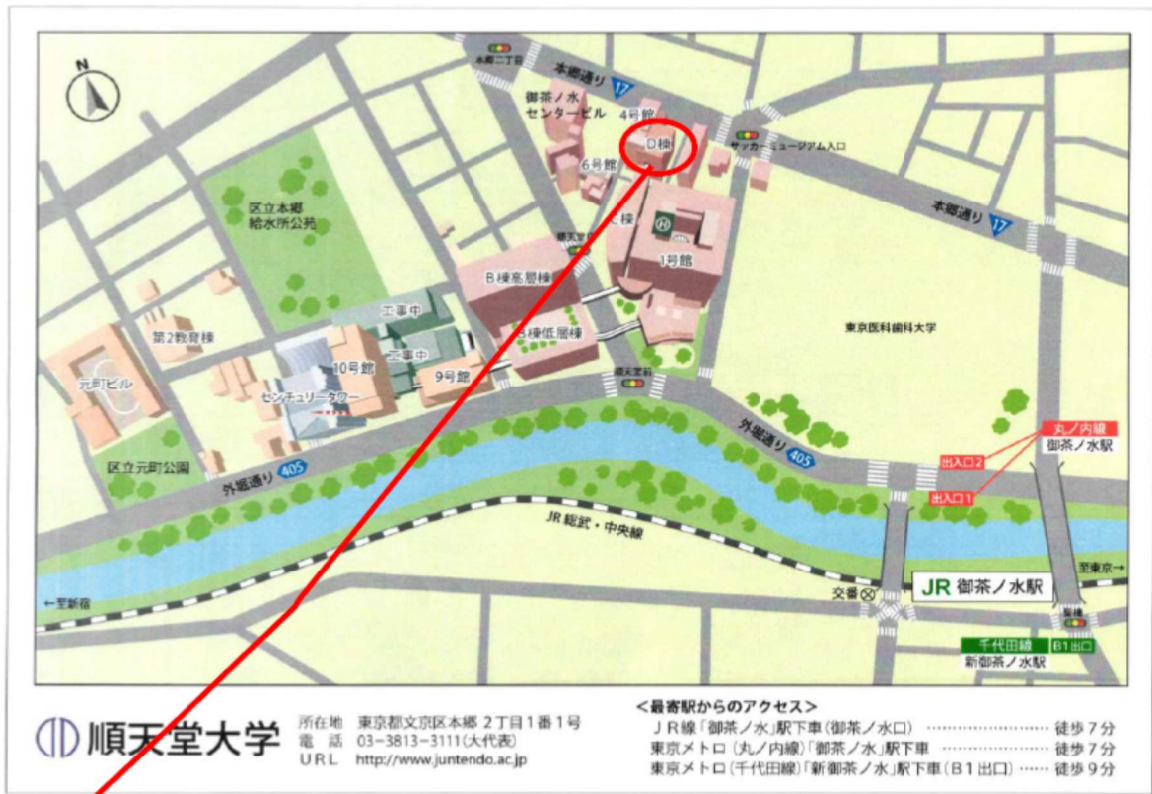 N
本郷二丁目
本郷通り 17
御茶ノ水
センタービル
4号館
D棟
サッカーミュージアム入口
6号館
区立本郷
給水所公苑
棟
H
1号館
本郷通り 17
B棟高層棟
工事中
東京医科歯科大学
第2教育棟
B棟低層棟
工事中
10号館
9号館
元町ビル
センチュリータワー
順天堂前
丸ノ内線
御茶ノ水駅
外堀通り 405
出入口2
区立元町公園
外堀通り 405
出入口1
JR 総武・中央線
至東京→
JR 御茶ノ水駅
←至新宿
交番
千代田線 B1出口
新御茶ノ水駅
順天堂大学
所在地 東京都文京区本郷 2丁目1番1号
電話 03-3813-3111(大代表)
URL http://www.juntendo.ac.jp
<最寄駅からのアクセス>
JR線「御茶ノ水」駅下車(御茶ノ水口) ………………… 徒歩7分
東京メトロ(丸ノ内線)「御茶ノ水」駅下車 ………………… 徒歩7分
東京メトロ(千代田線)「新御茶ノ水」駅下車(B1出口) …… 徒歩9分